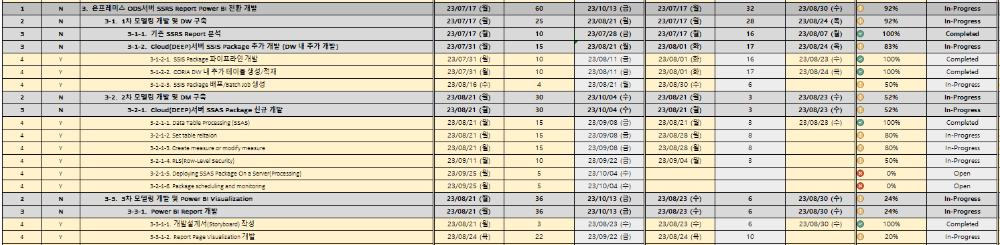 1 N 3. 온프레미스 ODS서버 SSRS Report Power BI 전환 개발 23/07/17 (월) 60 23/10/13 (금) 23/07/17 (월) 32 23/08/30 (수) 92% In-Progress
2 N 3-1. 1차 모델링 개발 및 DW 구축 23/07/17 (월) 25 23/08/21 (월) 23/07/17 (월) 28 23/08/24 (목) 92% In-Progress
3 N 3-1-1. 기존 SSRS Report 분석 23/07/17 (월) 10 23/07/28 (금) 23/07/17 (월) 16 23/08/07 (월) 100% Completed
3 N 3-1-2. Cloud(DEEP)서버 SSIS Package 추가 개발 (DW 내 추가 개발) 23/07/31 (월) 15 23/08/21 (월) 23/08/01 (화) 17 23/08/24 (목) 83% In-Progress
4 Y 3-1-2-1. SSIS Package 파이프라인 개발 23/07/31 (월) 10 23/08/11 (금) 23/08/01 (화) 16 23/08/23 (수) 100% Completed
4 Y 3-1-2-2. CORIA DW 내 추가 테이블 생성/적재 23/07/31 (월) 10 23/08/11 (금) 23/08/01 (화) 17 23/08/24 (목) 100% Completed
4 Y 3-1-2-3. SSIS Package 배포/Batch Job 생성 23/08/16 (수) 4 23/08/21 (월) 23/08/30 (수) 6 50% In-Progress
2 N 3-2. 2차 모델링 개발 및 DM 구축 23/08/21 (월) 30 23/10/04 (수) 23/08/21 (월) 3 23/08/23 (수) 52% In-Progress
3 N 3-2-1. Cloud(DEEP)서버 SSAS Package 신규 개발 23/08/21 (월) 30 23/10/04 (수) 23/08/21 (월) 3 23/08/23 (수) 52% In-Progress
4 Y 3-2-1-1. Data Table Processing (SSAS) 23/08/21 (월) 15 23/09/08 (금) 23/08/21 (월) 3 23/08/23 (수) 100% Completed
4 Y 3-2-1-2. Set table reltaion 23/08/21 (월) 15 23/09/08 (금) 23/08/28 (월) 8 80% In-Progress
4 Y 3-2-1-3. Create measure or modify measure 23/08/21 (월) 15 23/09/08 (금) 23/08/28 (월) 8 80% In-Progress
4 Y 3-2-1-4. RLS(Row-Level Security) 23/09/11 (월) 10 23/09/22 (금) 23/09/04 (월) 3 50% In-Progress
4 Y 3-2-1-5. Deploying SSAS Package On a Server(Processing) 23/09/25 (월) 5 23/10/04 (수) 0% Open
4 Y 3-2-1-6. Package scheduling and monitoring 23/09/25 (월) 5 23/10/04 (수) 0% Open
2 N 3-3. 3차 모델링 개발 및 Power BI Visualization 23/08/21 (월) 36 23/10/13 (금) 23/08/23 (수) 6 23/08/30 (수) 24% In-Progress
3 N 3-3-1. Power BI Report 개발 23/08/21 (월) 36 23/10/13 (금) 23/08/23 (수) 6 23/08/30 (수) 24% In-Progress
4 Y 3-3-1-1. 개발설계서(Storyboard) 작성 23/08/21 (월) 3 23/08/23 (수) 23/08/23 (수) 6 23/08/30 (수) 100% Completed
4 Y 3-3-1-2. Report Page Visualization 개발 23/08/24 (목) 22 23/09/22 (금) 23/08/24 (목) 10 20% In-Progress